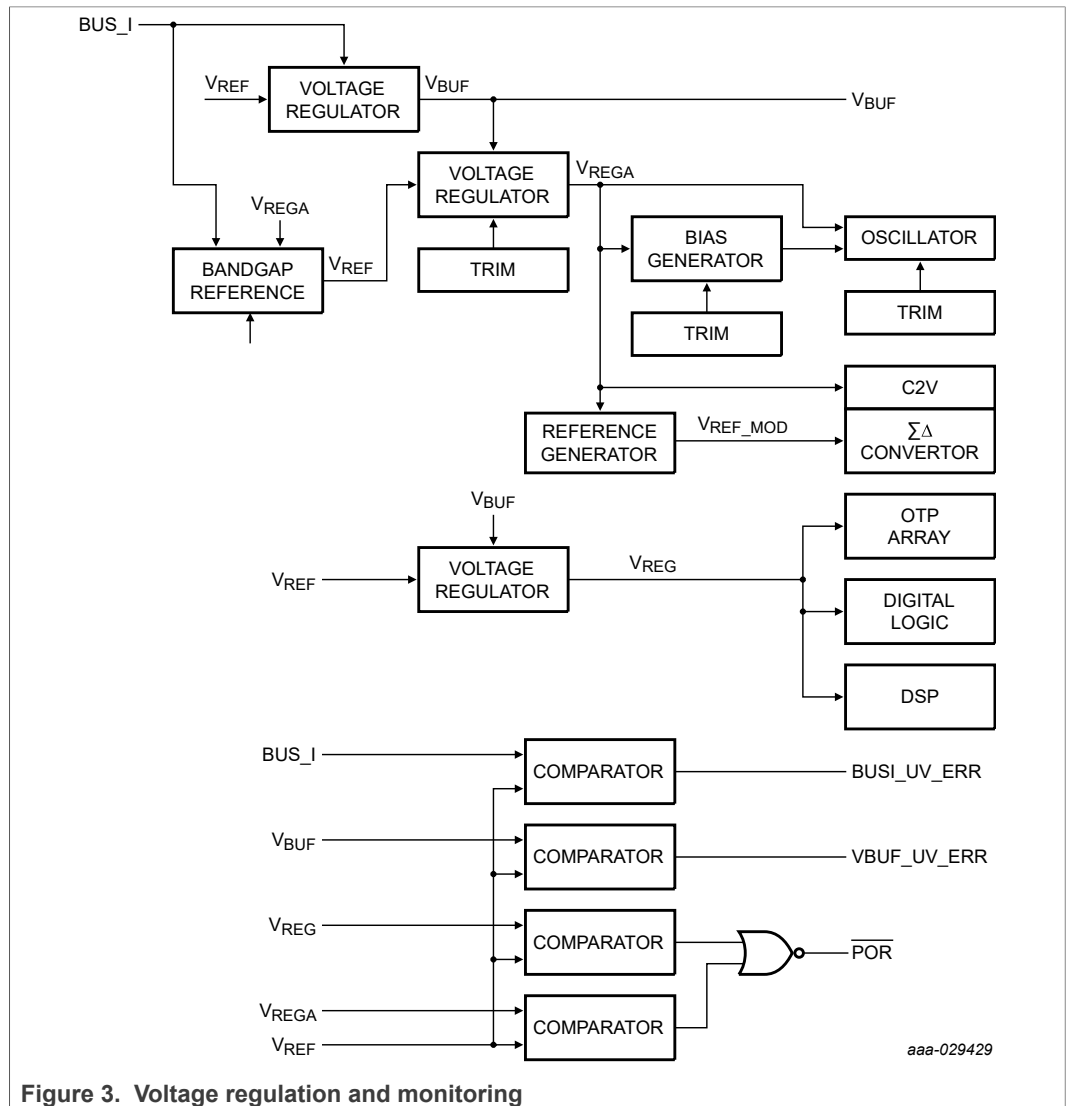 BUS_I
VREF
VOLTAGE
REGULATOR
VBUF
VBUF
VOLTAGE
REGULATOR
VREGA
VREGA
BANDGAP
REFERENCE
VREF
TRIM
BIAS
GENERATOR
TRIM
OSCILLATOR
TRIM
C2V
REFERENCE
GENERATOR
VREF_MOD
∑∆
CONVERTOR
VBUF
VREF
VOLTAGE
REGULATOR
VREG
OTP
ARRAY
DIGITAL
LOGIC
DSP
BUS_I
COMPARATOR
BUSI_UV_ERR
VBUF
COMPARATOR
VBUF_UV_ERR
VREG
COMPARATOR
POR
VREGA
VREF
COMPARATOR
aaa-029429
Figure 3. Voltage regulation and monitoring